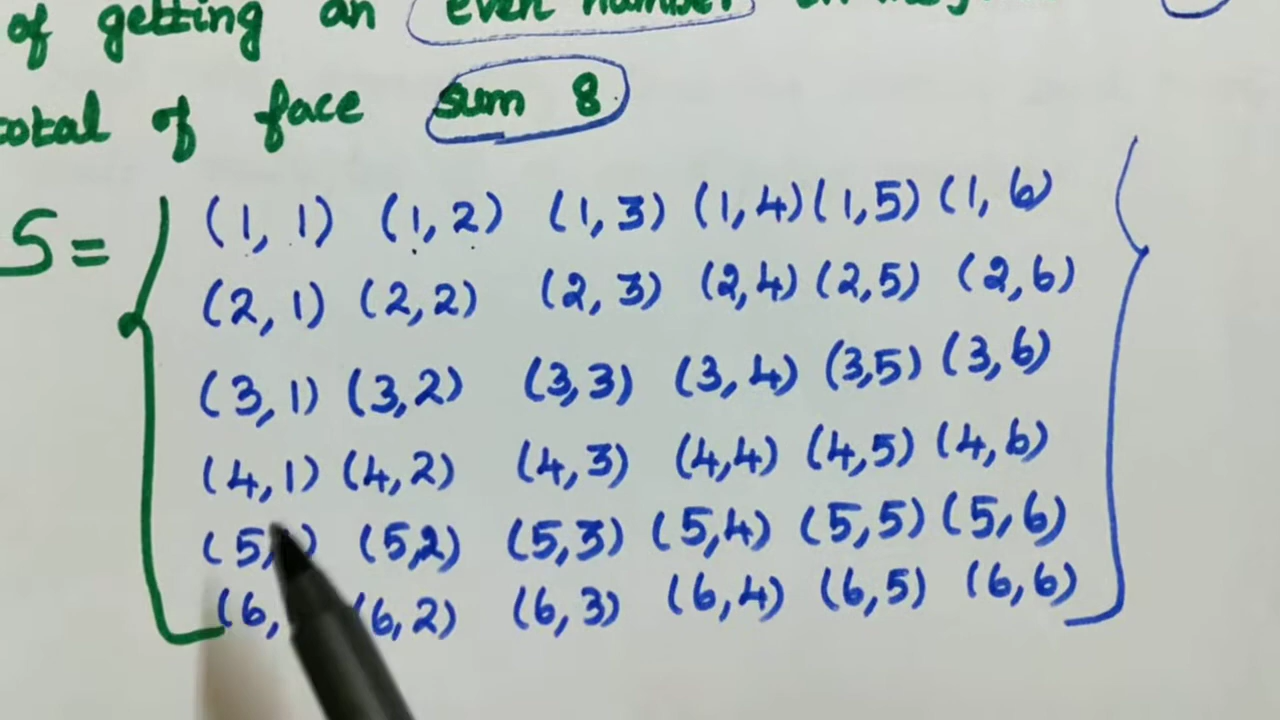 of getting an even number
total of face sum 8
S = { (1, 1) (1, 2) (1, 3) (1, 4) (1, 5) (1, 6) }
(2, 1) (2, 2) (2, 3) (2, 4) (2, 5) (2, 6)
(3, 1) (3, 2) (3, 3) (3, 4) (3, 5) (3, 6)
(4, 1) (4, 2) (4, 3) (4, 4) (4, 5) (4, 6)
(5, ) (5, 2) (5, 3) (5, 4) (5, 5) (5, 6)
(6, (6, 2) (6, 3) (6, 4) (6, 5) (6, 6)